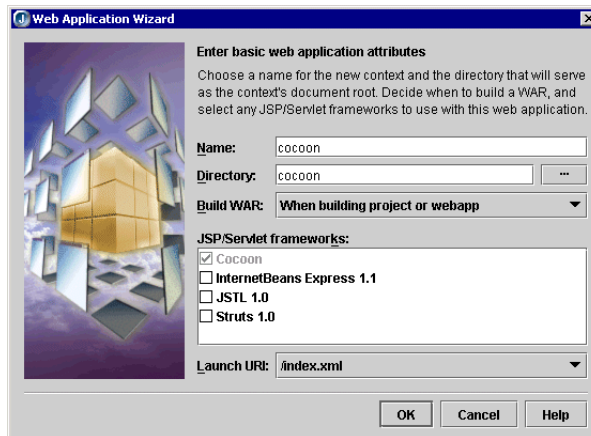 Web Application Wizard
Enter basic web application attributes
Choose a name for the new context and the directory that will serve
as the context's document root. Decide when to build a WAR, and
select any JSP/Servlet frameworks to use with this web application.
Name: cocoon
Directory: cocoon ...
Build WAR: When building project or webapp
JSP/Servlet frameworks:
Cocoon
InternetBeans Express 1.1
JSTL 1.0
Struts 1.0
Launch URI: /index.xml
OK Cancel Help